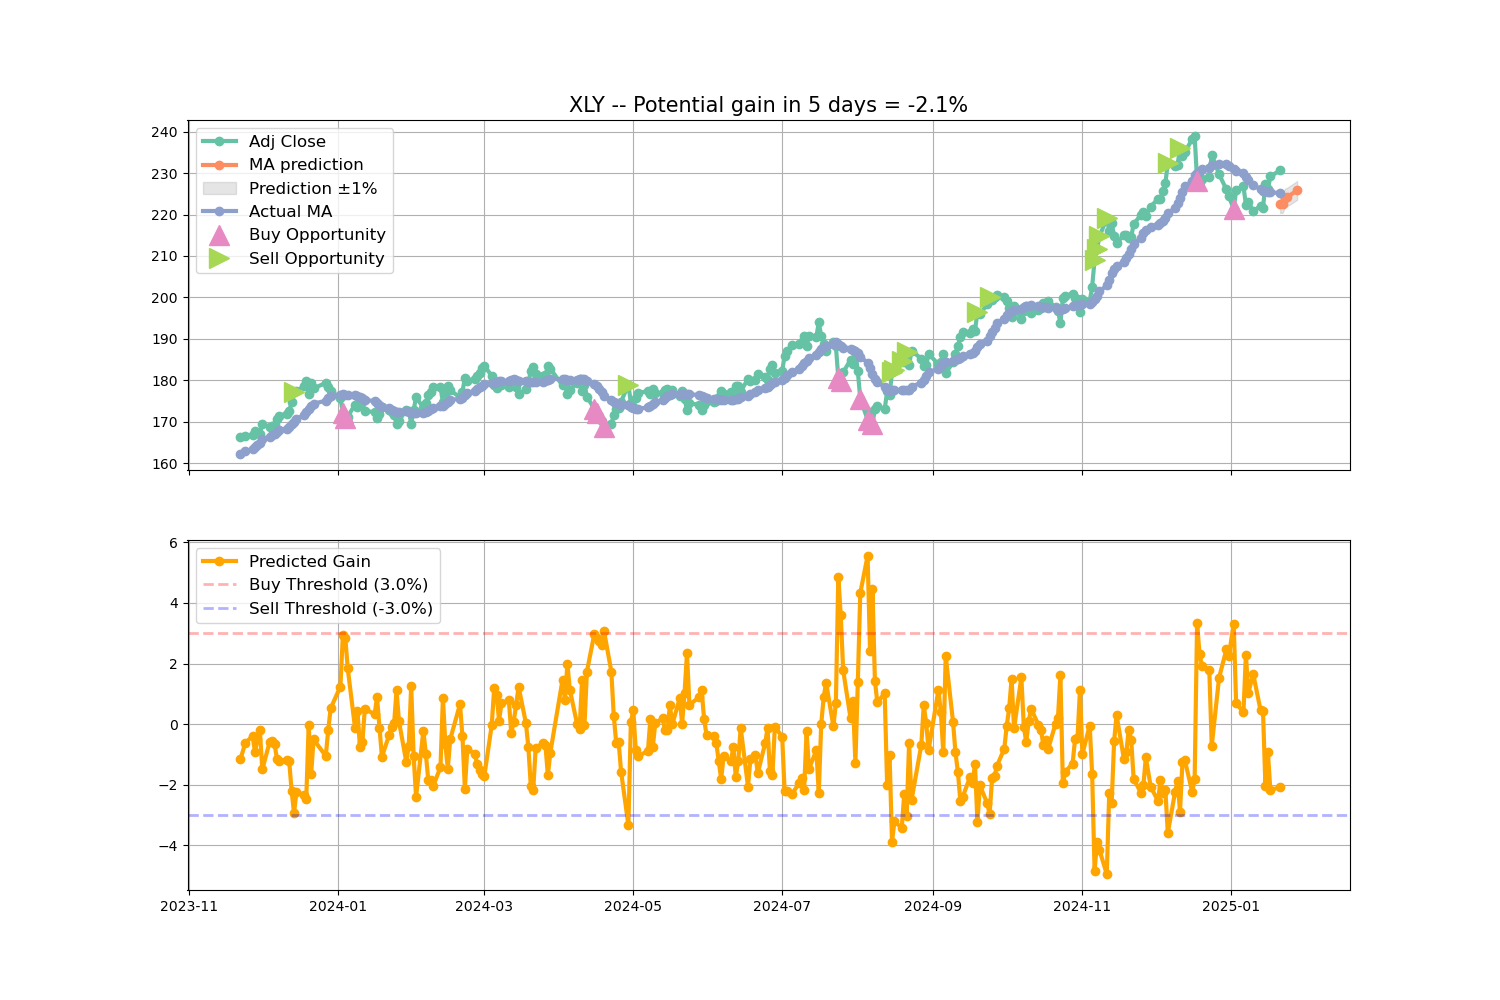 XLY -- Potential gain in 5 days = -2.1%
240
230
220
210
200
190
180
170
160
Adj Close
MA prediction
Prediction ±1%
Actual MA
Buy Opportunity
Sell Opportunity
6
4
2
0
−2
−4
Predicted Gain
Buy Threshold (3.0%)
Sell Threshold (-3.0%)
2023-11
2024-01
2024-03
2024-05
2024-07
2024-09
2024-11
2025-01